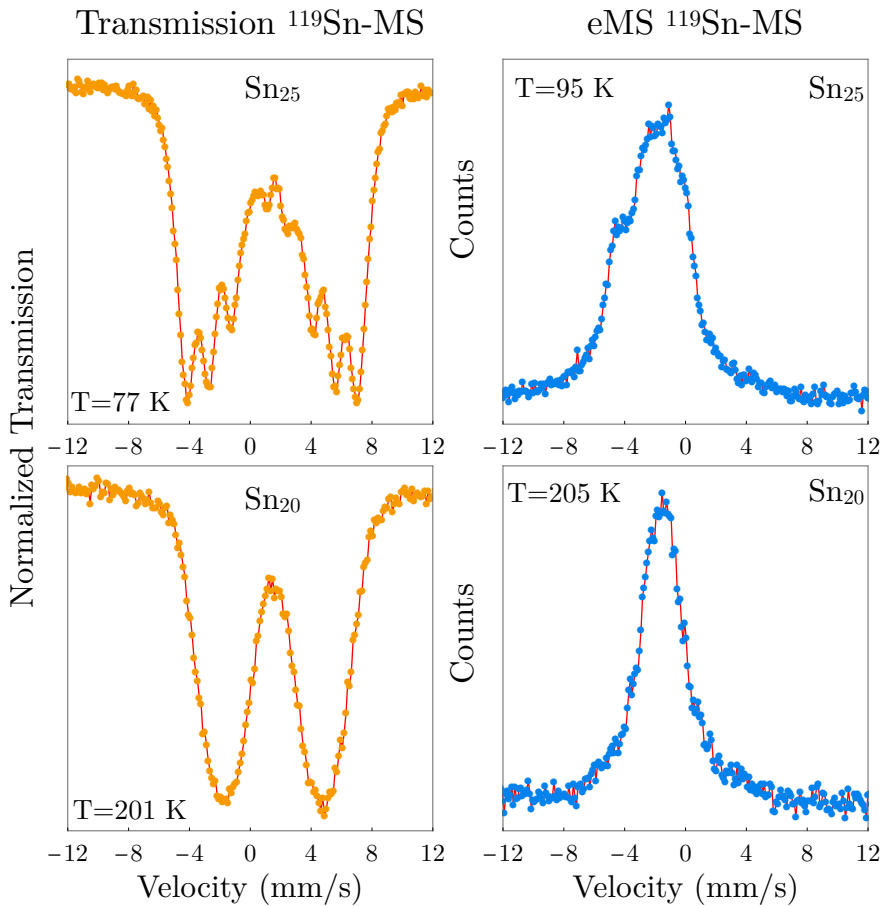 Transmission ¹¹⁹Sn-MS
eMS ¹¹⁹Sn-MS
Normalized Transmission
Sn₂₅
T=77 K
−12 −8 −4 0 4 8 12
Counts
T=95 K
Sn₂₅
−12 −8 −4 0 4 8 12
Sn₂₀
T=201 K
−12 −8 −4 0 4 8 12
Velocity (mm/s)
Counts
T=205 K
Sn₂₀
−12 −8 −4 0 4 8 12
Velocity (mm/s)